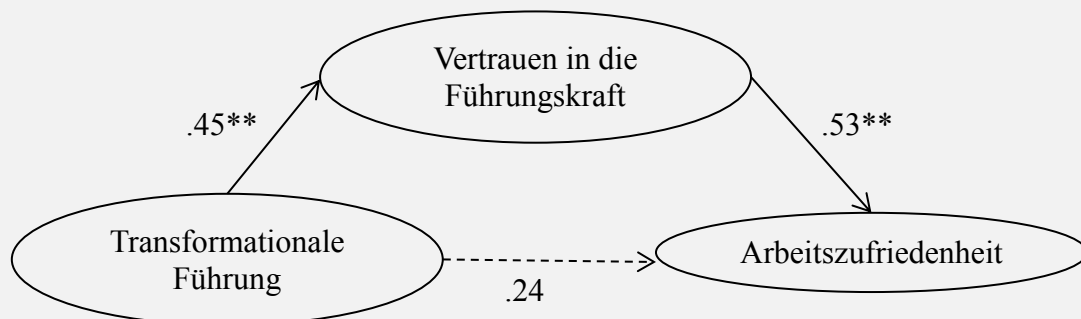 Vertrauen in die
Führungskraft
.45**
.53**
Transformationale
Führung
.24
Arbeitszufriedenheit